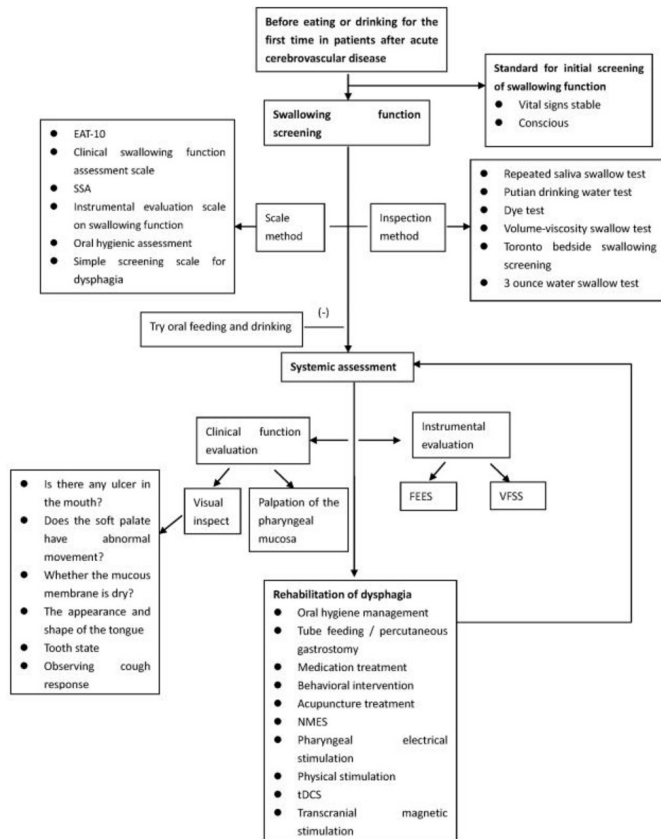 Before eating or drinking for the
first time in patients after acute
cerebrovascular disease
Standard for initial screening
of swallowing function
● Vital signs stable
● Conscious
Swallowing function
screening
● EAT-10
● Clinical swallowing function
assessment scale
● SSA
● Instrumental evaluation scale
on swallowing function
● Oral hygienic assessment
● Simple screening scale for
dysphagia
Scale
method
Inspection
method
● Repeated saliva swallow test
● Putian drinking water test
● Dye test
● Volume-viscosity swallow test
● Toronto bedside swallowing
screening
● 3 ounce water swallow test
Try oral feeding and drinking
(-)
Systemic assessment
Clinical function
evaluation
Instrumental
evaluation
Visual
inspect
Palpation of the
pharyngeal
mucosa
FEES
VFSS
● Is there any ulcer in
the mouth?
● Does the soft palate
have abnormal
movement?
● Whether the mucous
membrane is dry?
● The appearance and
shape of the tongue
● Tooth state
● Observing cough
response
Rehabilitation of dysphagia
● Oral hygiene management
● Tube feeding / percutaneous
gastrostomy
● Medication treatment
● Behavioral intervention
● Acupuncture treatment
● NMES
● Pharyngeal electrical
stimulation
● Physical stimulation
● tDCS
● Transcranial magnetic
stimulation